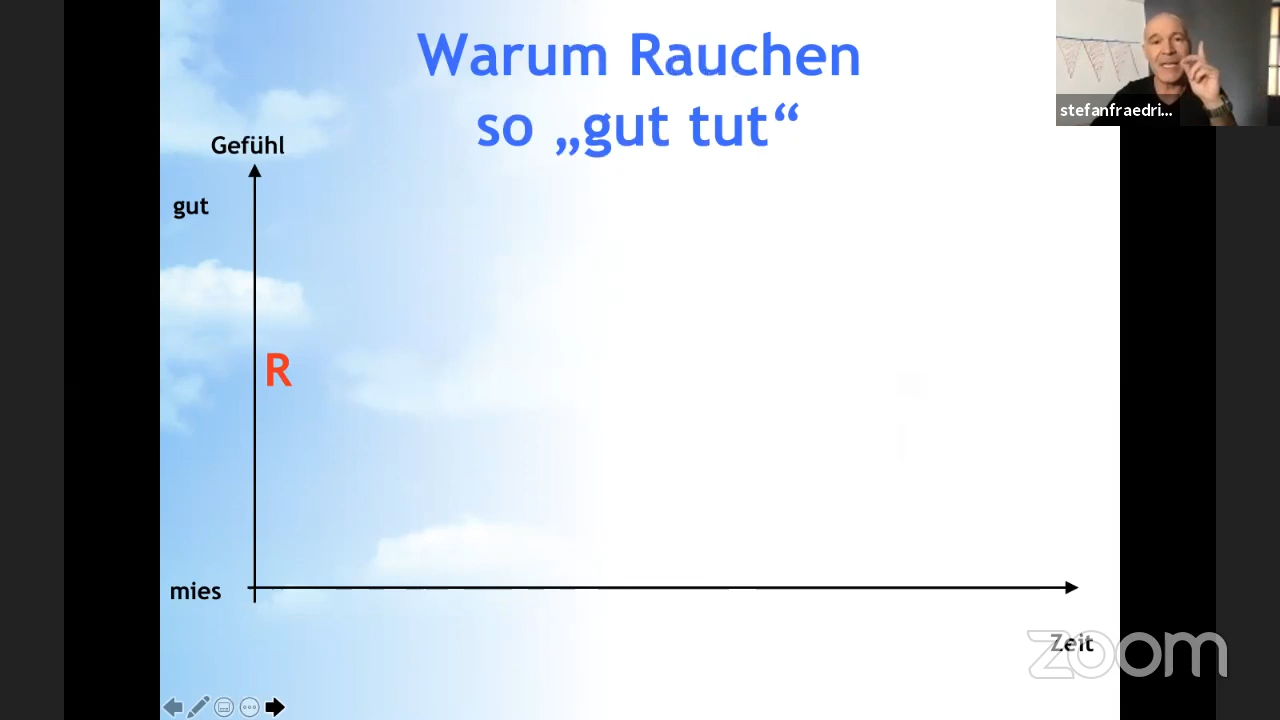 Warum Rauchen
so „gut tut“
stefanfraedri...
Gefühl
gut
R
mies
Zeit
zoom